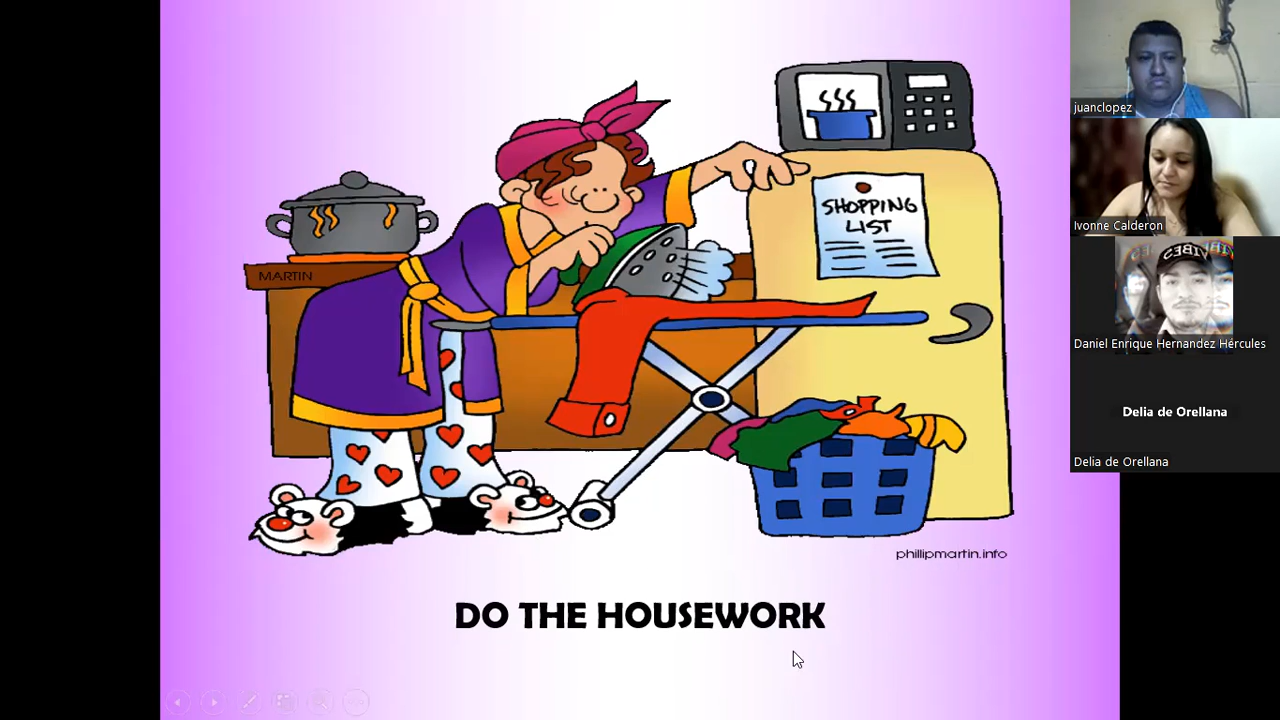 SHOPPING
LIST
MARTIN
phillipmartin.info
DO THE HOUSEWORK
juanclopez
Ivonne Calderon
Daniel Enrique Hernandez Hércules
Delia de Orellana
Delia de Orellana